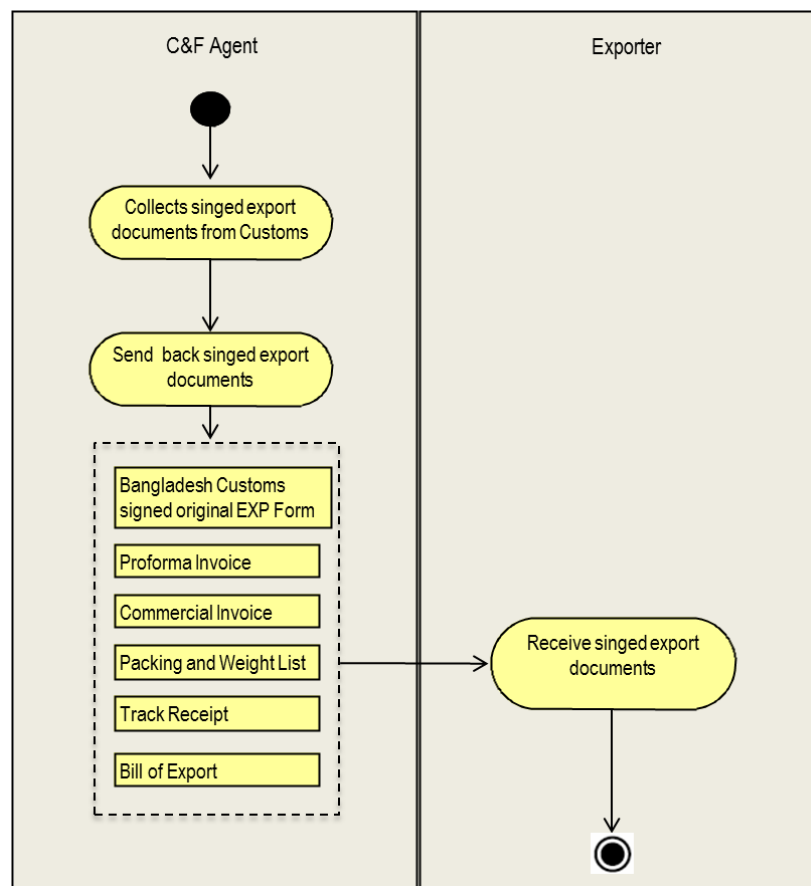 C&F Agent
Exporter
Collects singed export
documents from Customs
Send  back singed export
documents
Bangladesh Customs
signed original EXP Form
Proforma Invoice
Commercial Invoice
Packing and Weight List
Track Receipt
Bill of Export
Receive singed export
documents